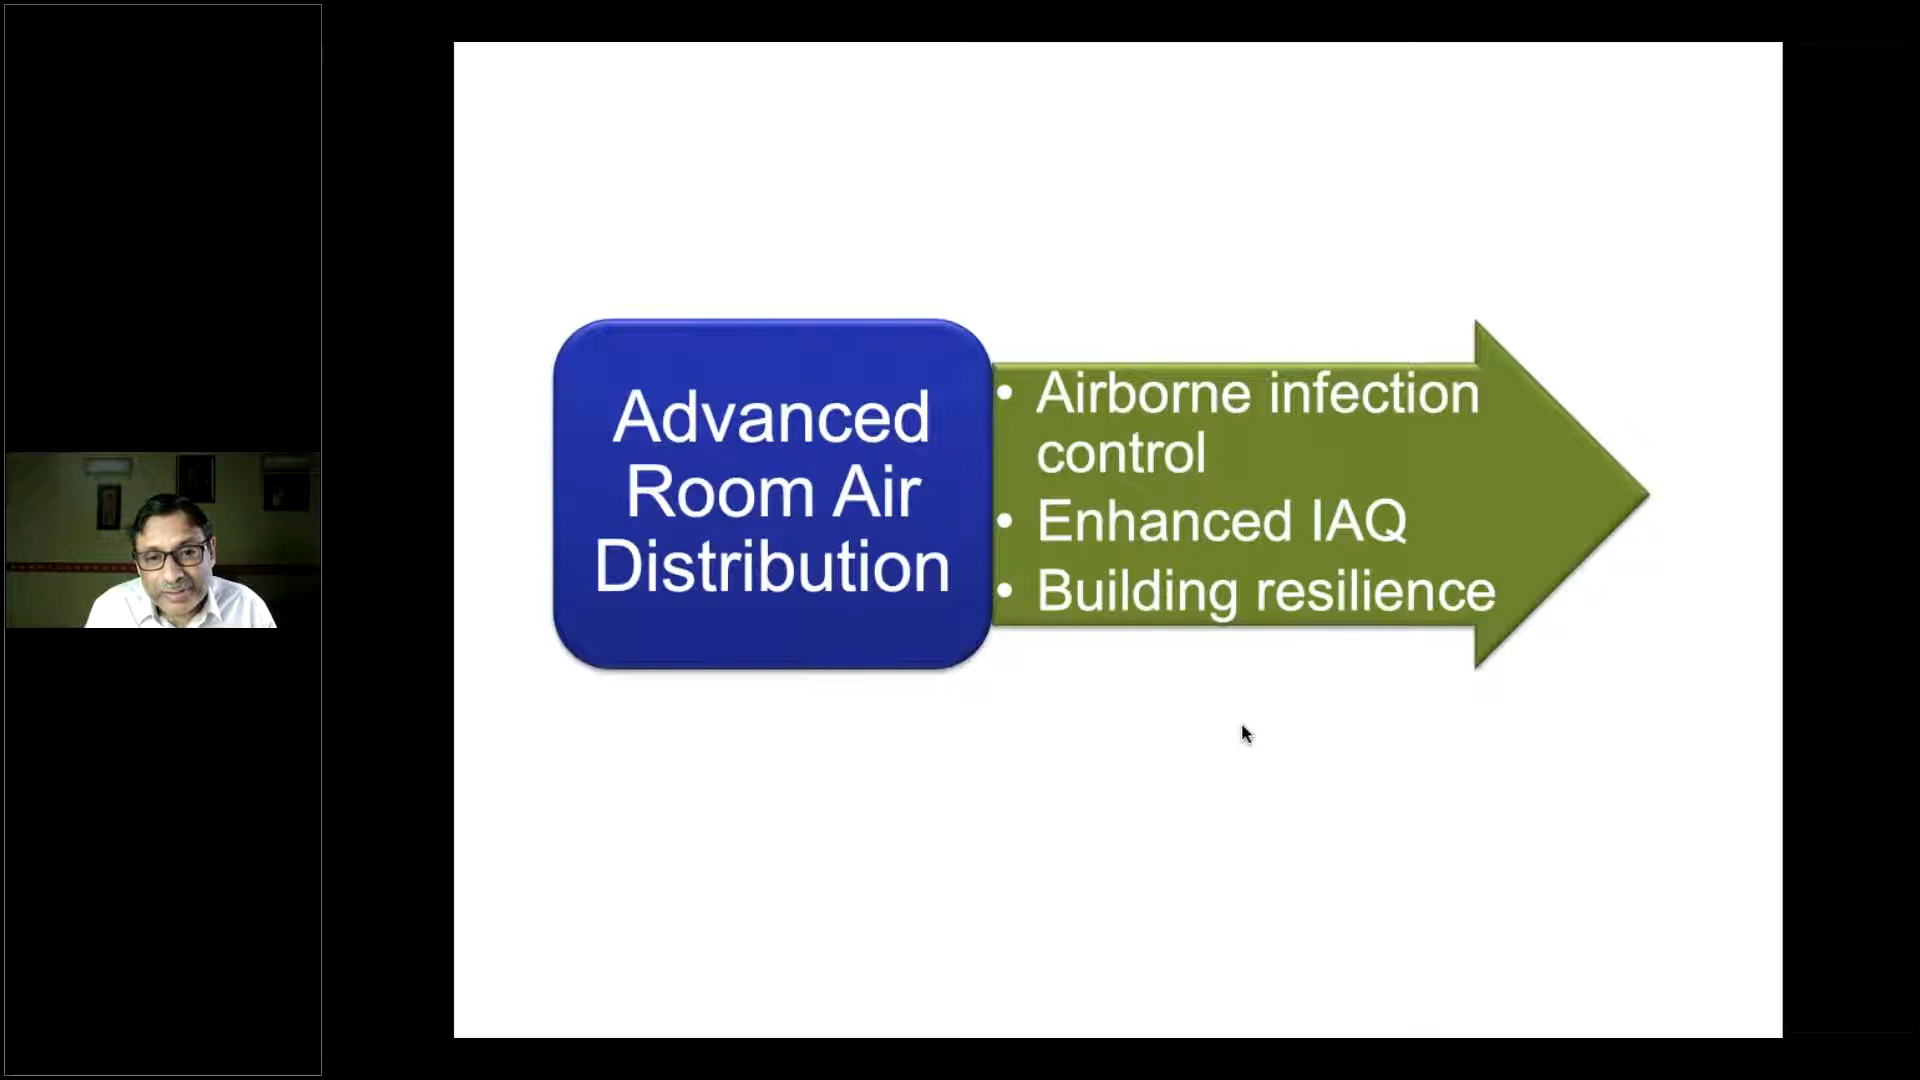 Advanced
Room Air
Distribution
• Airborne infection
control
• Enhanced IAQ
• Building resilience